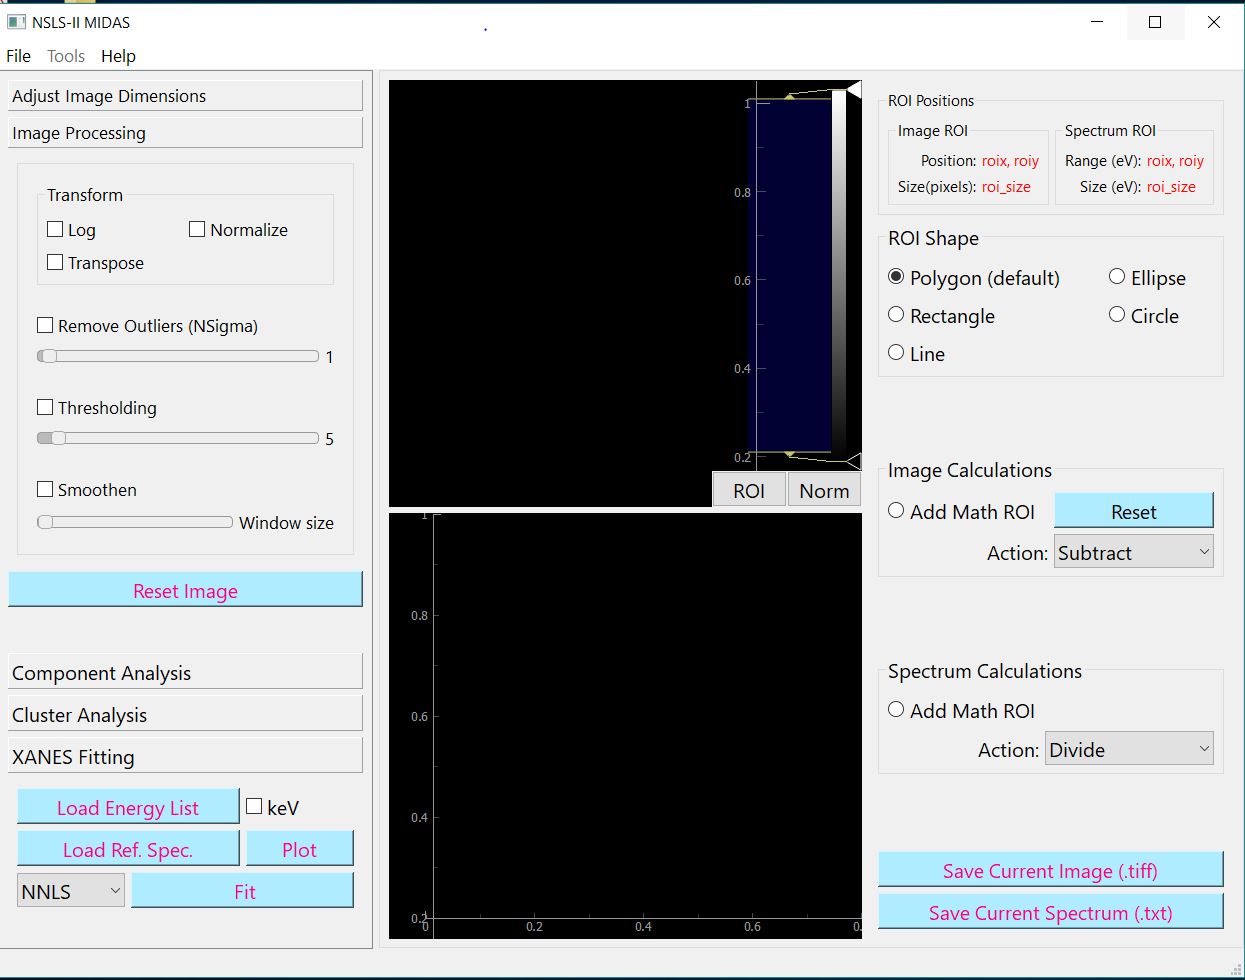 NSLS-II MIDAS
File Tools Help
Adjust Image Dimensions
Image Processing
Transform
Log Normalize
Transpose
Remove Outliers (NSigma)
1
Thresholding
5
Smoothen
Window size
Reset Image
Component Analysis
Cluster Analysis
XANES Fitting
Load Energy List keV
Load Ref. Spec. Plot
NNLS Fit
1
0.8
0.6
0.4
0.2
ROI Norm
1
0.8
0.6
0.4
0.2
0 0.2 0.4 0.6 0.
ROI Positions
Image ROI
Position: roix, roiy
Size(pixels): roi_size
Spectrum ROI
Range (eV): roix, roiy
Size (eV): roi_size
ROI Shape
Polygon (default) Ellipse
Rectangle Circle
Line
Image Calculations
Add Math ROI Reset
Action: Subtract
Spectrum Calculations
Add Math ROI
Action: Divide
Save Current Image (.tiff)
Save Current Spectrum (.txt)